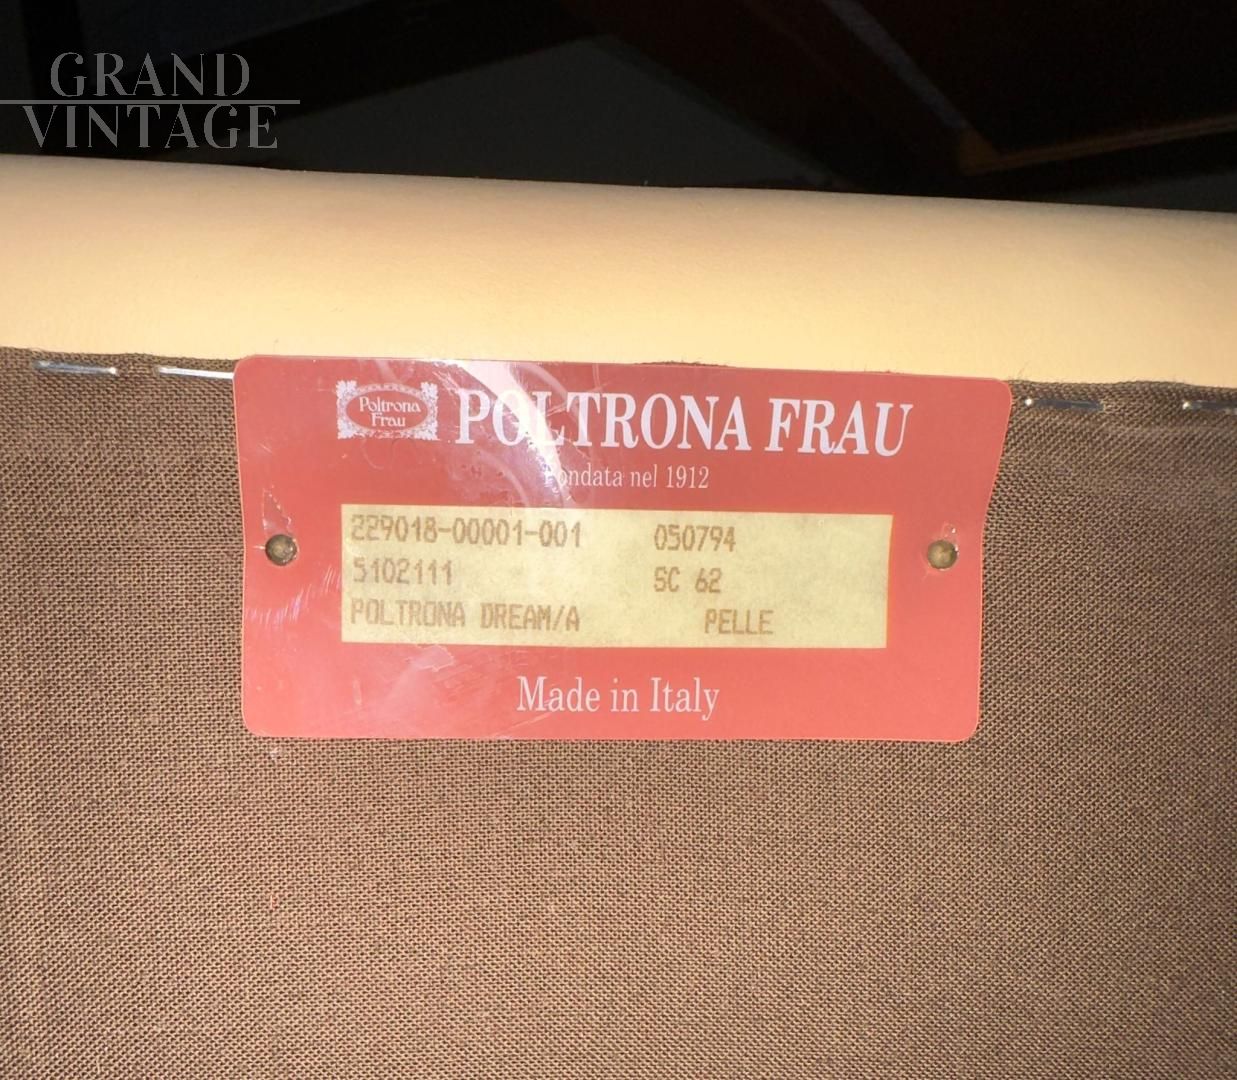 GRAND
VINTAGE
Poltrona
Frau
POLTRONA FRAU
Fondata nel 1912
229018-00001-001 050794
5102111 SC 62
POLTRONA DREAM/A PELLE
Made in Italy